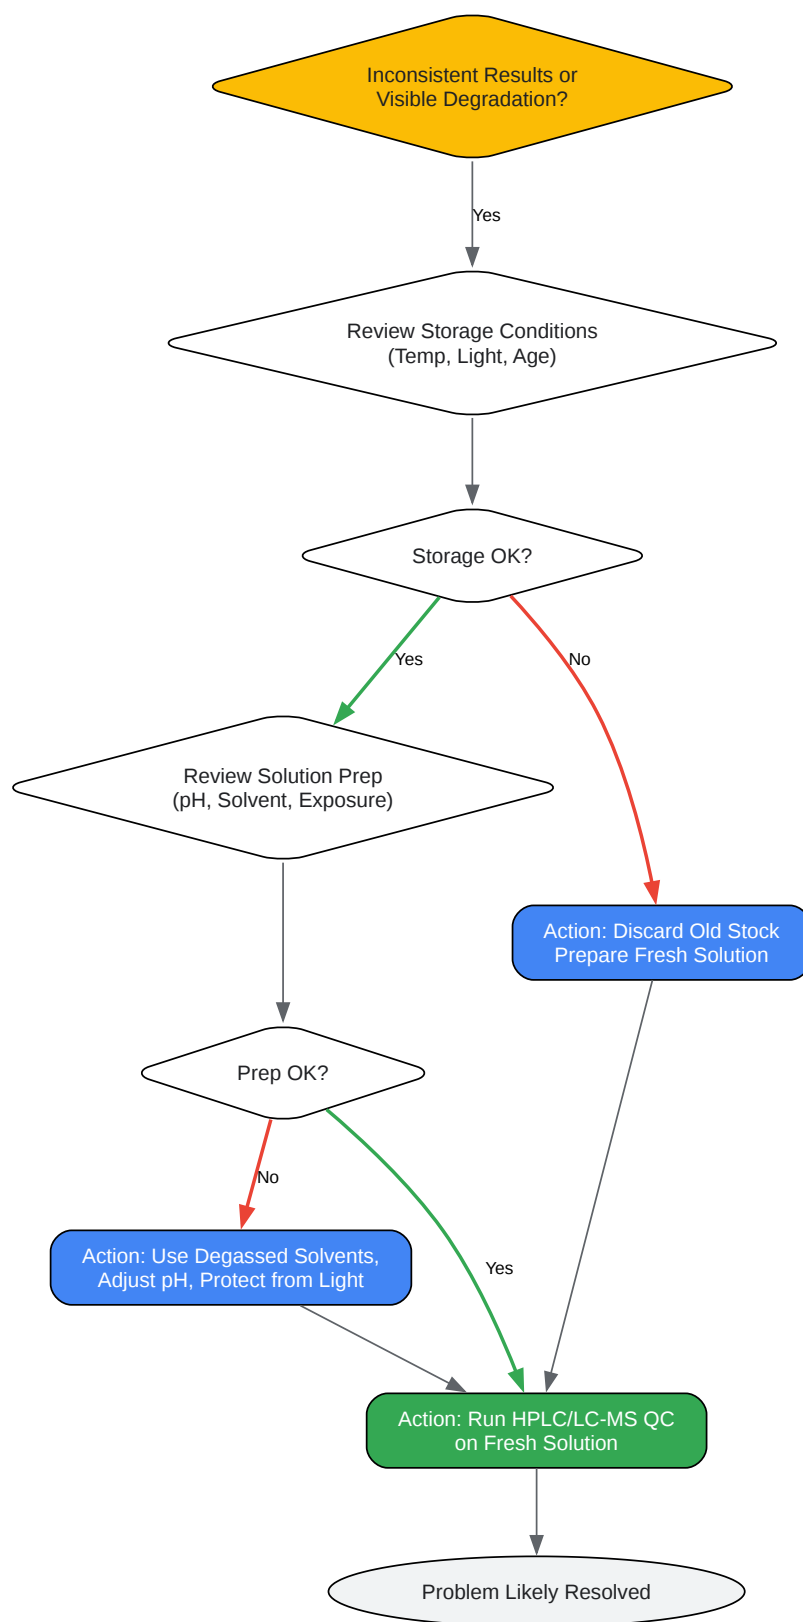 Inconsistent Results or
Visible Degradation?
Yes
Review Storage Conditions
(Temp, Light, Age)
Storage OK?
Yes
No
Review Solution Prep
(pH, Solvent, Exposure)
Action: Discard Old Stock
Prepare Fresh Solution
Prep OK?
No
Action: Use Degassed Solvents,
Adjust pH, Protect from Light
Yes
Action: Run HPLC/LC-MS QC
on Fresh Solution
Problem Likely Resolved